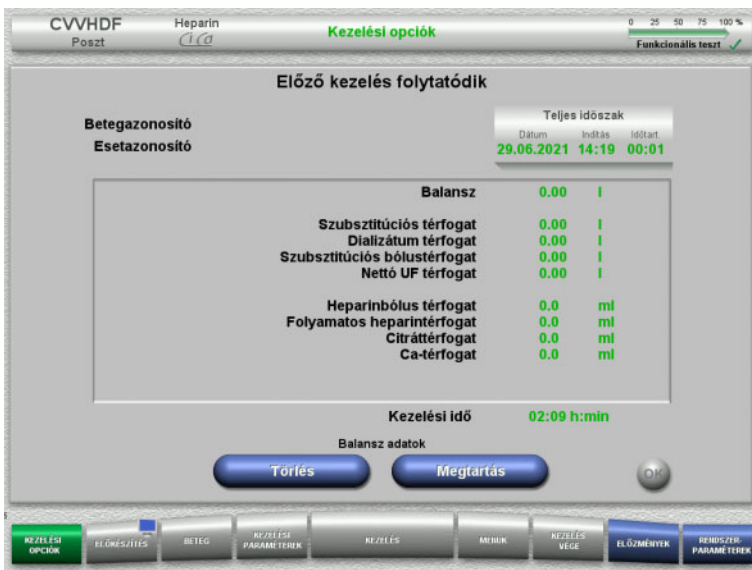 CVVHDF
Poszt
Heparin
Ci Ca
Kezelési opciók
0 25 50 75 100 %
Funkcionális teszt
Előző kezelés folytatódik
Betegazonosító
Esetazonosító
Teljes időszak
Dátum Indítás Időtart.
29.06.2021 14:19 00:01
Balansz 0.00 l
Szubsztitúciós térfogat 0.00 l
Dializátum térfogat 0.00 l
Szubsztitúciós bólustérfogat 0.00 l
Nettó UF térfogat 0.00 l
Heparinbólus térfogat 0.0 ml
Folyamatos heparintérfogat 0.0 ml
Citráttérfogat 0.0 ml
Ca-térfogat 0.0 ml
Kezelési idő 02:09 h:min
Balansz adatok
Törlés Megtartás OK
KEZELÉSI
OPCIÓK
ELŐKÉSZÍTÉS
BETEG
KEZELÉSI
PARAMÉTEREK
KEZELÉS
MENÜK
KEZELÉS
VÉGE
ELŐZMÉNYEK
RENDSZER-
PARAMÉTEREK